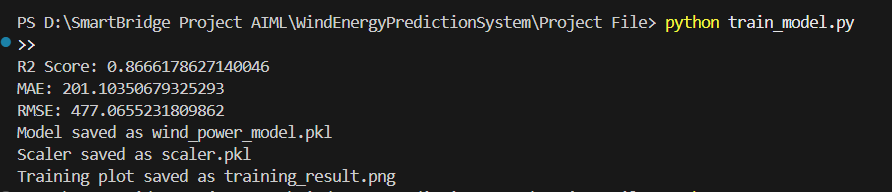 PS D:\SmartBridge Project AIML\WindEnergyPredictionSystem\Project File> python train_model.py
>>
R2 Score: 0.8666178627140046
MAE: 201.10350679325293
RMSE: 477.0655231809862
Model saved as wind_power_model.pkl
Scaler saved as scaler.pkl
Training plot saved as training_result.png